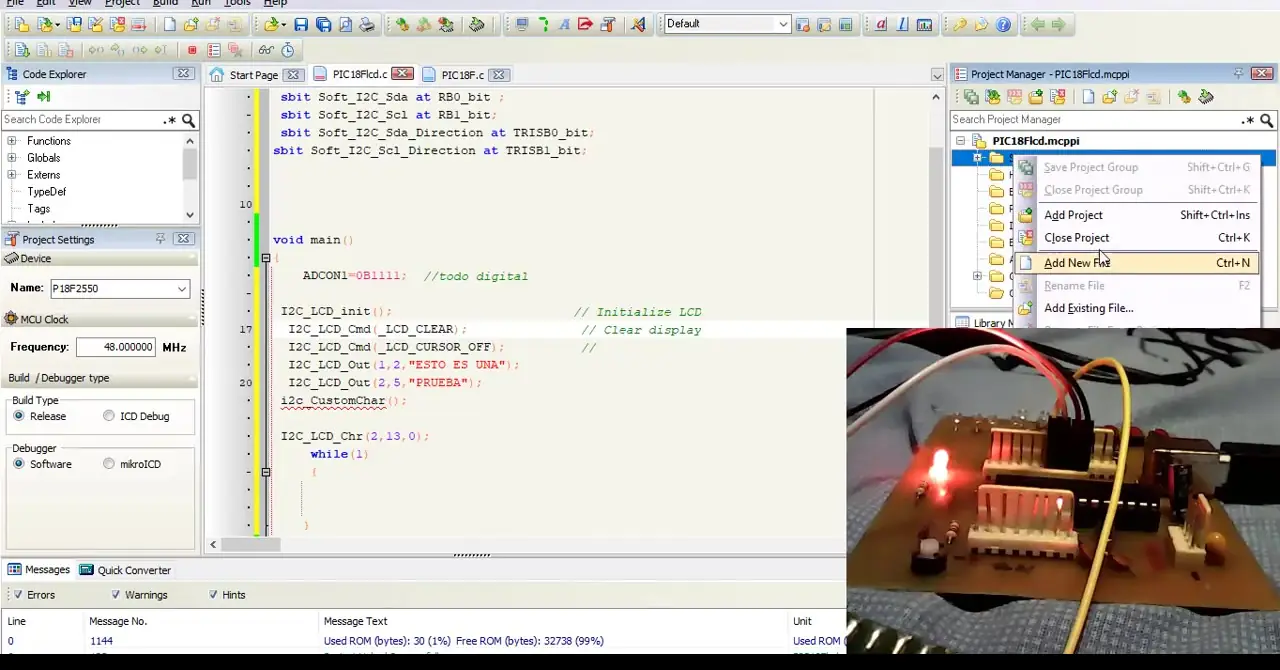 File Edit View Project Build Run Tools Help
Default
Code Explorer
Start Page
PIC18Flcd.c
PIC18F.c
Project Manager - PIC18Flcd.mcppi
Search Code Explorer
Search Project Manager
Functions
Globals
Externs
TypeDef
Tags
Project Settings
Device
Name: P18F2550
MCU Clock
Frequency: 48.000000 MHz
Build / Debugger type
Build Type
Release ICD Debug
Debugger
Software mikroICD
sbit Soft_I2C_Sda at RB0_bit ;
sbit Soft_I2C_Scl at RB1_bit;
sbit Soft_I2C_Sda_Direction at TRISB0_bit;
sbit Soft_I2C_Scl_Direction at TRISB1_bit;
10
void main()
{
ADCON1=0B1111; //todo digital
I2C_LCD_init(); // Initialize LCD
17 I2C_LCD_Cmd(_LCD_CLEAR); // Clear display
I2C_LCD_Cmd(_LCD_CURSOR_OFF); //
I2C_LCD_Out(1,2,"ESTO ES UNA");
20 I2C_LCD_Out(2,5,"PRUEBA");
i2c_CustomChar();
I2C_LCD_Chr(2,13,0);
while(1)
{
}
PIC18Flcd.mcppi
Save Project Group Shift+Ctrl+G
Close Project Group Shift+Ctrl+K
Add Project Shift+Ctrl+Ins
Close Project Ctrl+K
Add New File Ctrl+N
Rename File F2
Add Existing File...
Library M
Messages Quick Converter
Errors Warnings Hints
Line Message No. Message Text Unit
0 1144 Used ROM (bytes): 30 (1%) Free ROM (bytes): 32738 (99%) Used RO